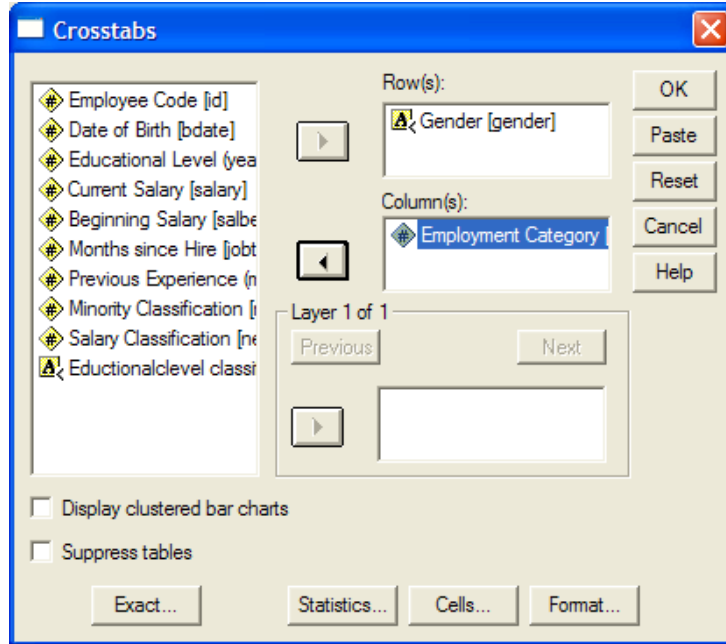 Crosstabs
Employee Code [id]
Date of Birth [bdate]
Educational Level (yea
Current Salary [salary]
Beginning Salary [salbe
Months since Hire [jobt
Previous Experience (m
Minority Classification [
Salary Classification [ne
Eductionalclevel classif
Row(s):
Gender [gender]
Column(s):
Employment Category [
Layer 1 of 1
Previous
Next
OK
Paste
Reset
Cancel
Help
Display clustered bar charts
Suppress tables
Exact...
Statistics...
Cells...
Format...